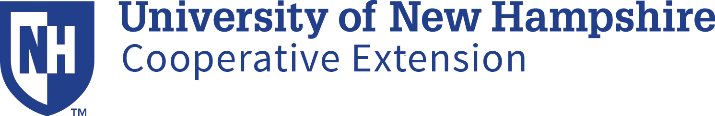 University of New Hampshire
Cooperative Extension
NH
TM